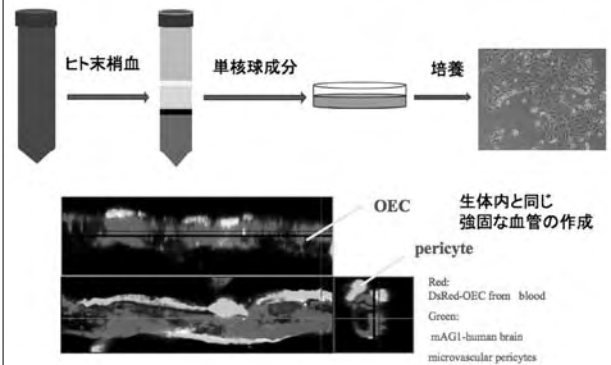 ヒト末梢血
単核球成分
培養
OEC
生体内と同じ
強固な血管の作成
pericyte
Red:
DsRed-OEC from blood
Green:
mAG1-human brain
microvascular pericytes